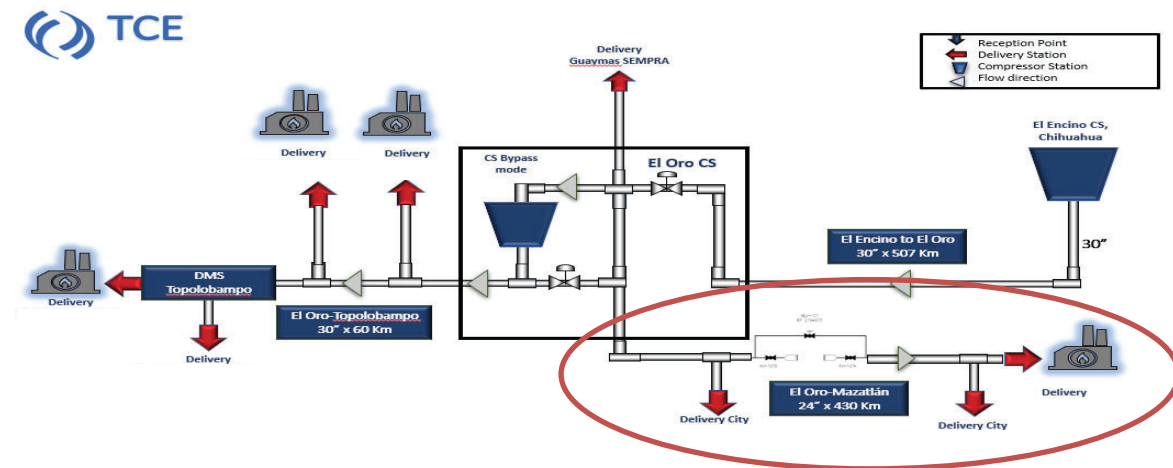 TCE
Delivery
Guaymas SEMPRA
Reception Point
Delivery Station
Compressor Station
Flow direction
El Encino CS,
Chihuahua
Delivery
Delivery
CS Bypass
mode
El Oro CS
30"
El Encino to El Oro
30" x 507 Km
DMS
Topolobampo
Delivery
El Oro-Topolobampo
30" x 60 Km
Delivery
El Oro-Mazatlán
24" x 430 Km
Delivery
Delivery City
Delivery City